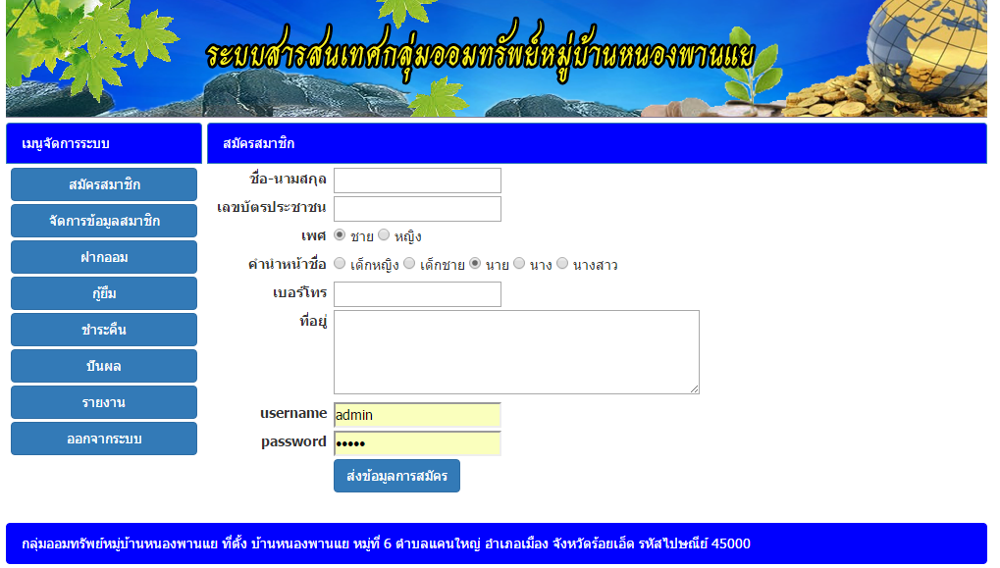 ระบบสารสนเทศกลุ่มออมทรัพย์หมู่บ้านหนองพานแย
เมนูจัดการระบบ
สมัครสมาชิก
จัดการข้อมูลสมาชิก
ฝากออม
กู้ยืม
ชำระคืน
ปันผล
รายงาน
ออกจากระบบ
สมัครสมาชิก
ชื่อ-นามสกุล
เลขบัตรประชาชน
เพศ ชาย หญิง
คำนำหน้าชื่อ เด็กหญิง เด็กชาย นาย นาง นางสาว
เบอร์โทร
ที่อยู่
username admin
password •••••
ส่งข้อมูลการสมัคร
กลุ่มออมทรัพย์หมู่บ้านหนองพานแย ที่ตั้ง บ้านหนองพานแย หมู่ที่ 6 ตำบลแคนใหญ่ อำเภอเมือง จังหวัดร้อยเอ็ด รหัสไปษณีย์ 45000